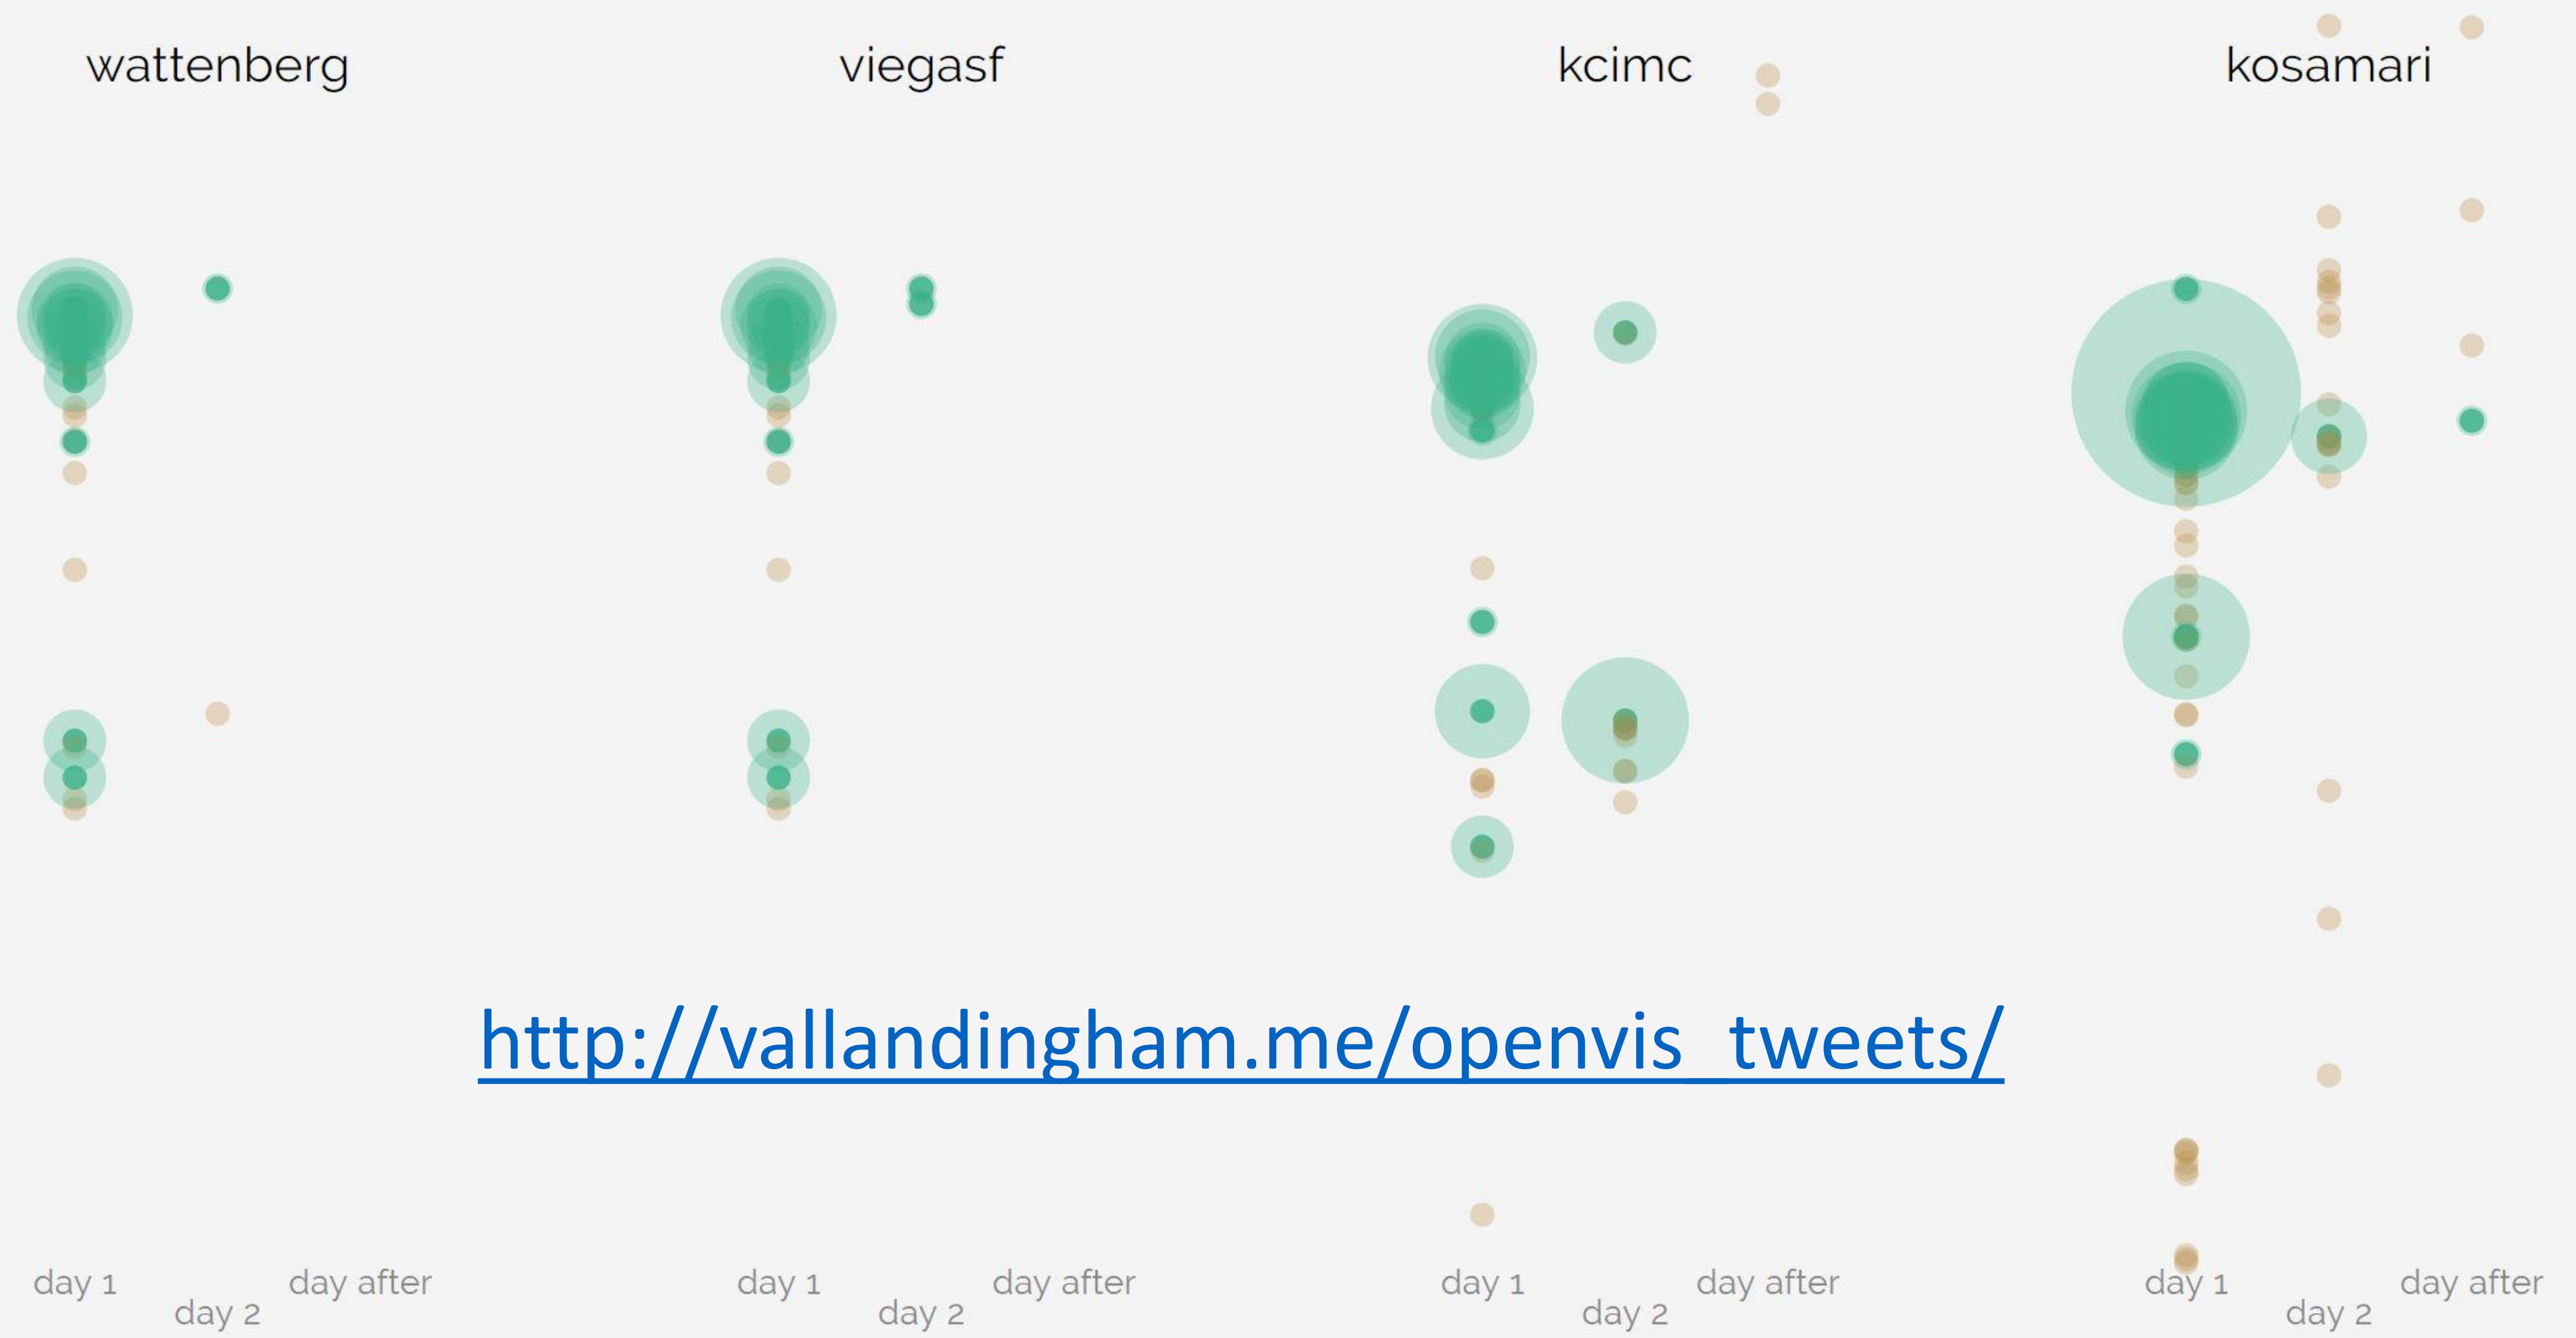 wattenberg viegasf kcimc kosamari
http://vallandingham.me/openvis_tweets/
day 1 day after day 1 day after day 1 day after day 1 day after
day 2 day 2 day 2 day 2